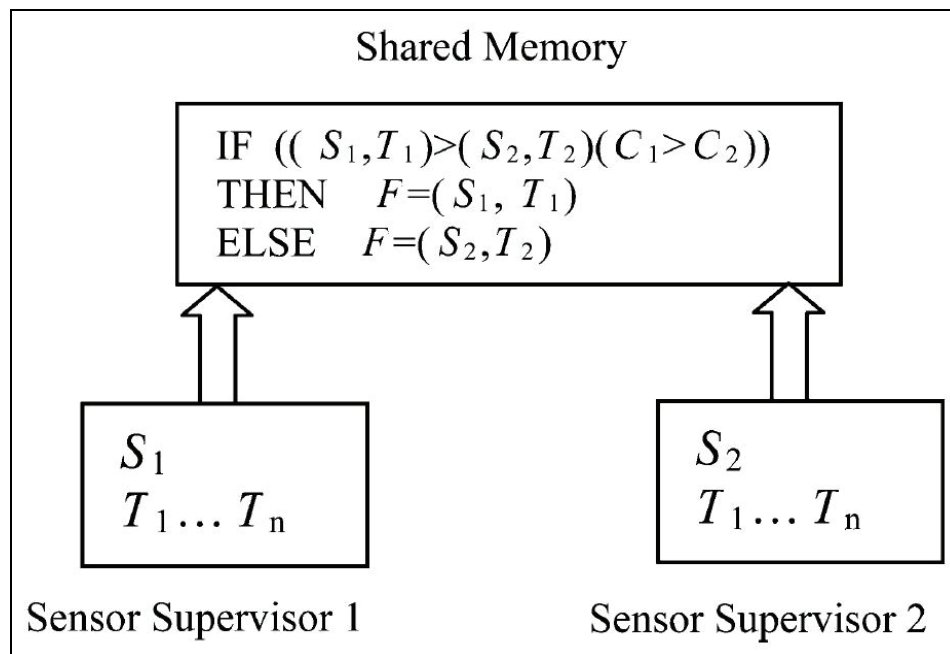 Shared Memory
IF (( S₁,T₁)>( S₂,T₂)(C₁> C₂))
THEN F=( S₁, T₁)
ELSE F=( S₂,T₂)
S₁
T₁... Tₙ
S₂
T₁... Tₙ
Sensor Supervisor 1
Sensor Supervisor 2